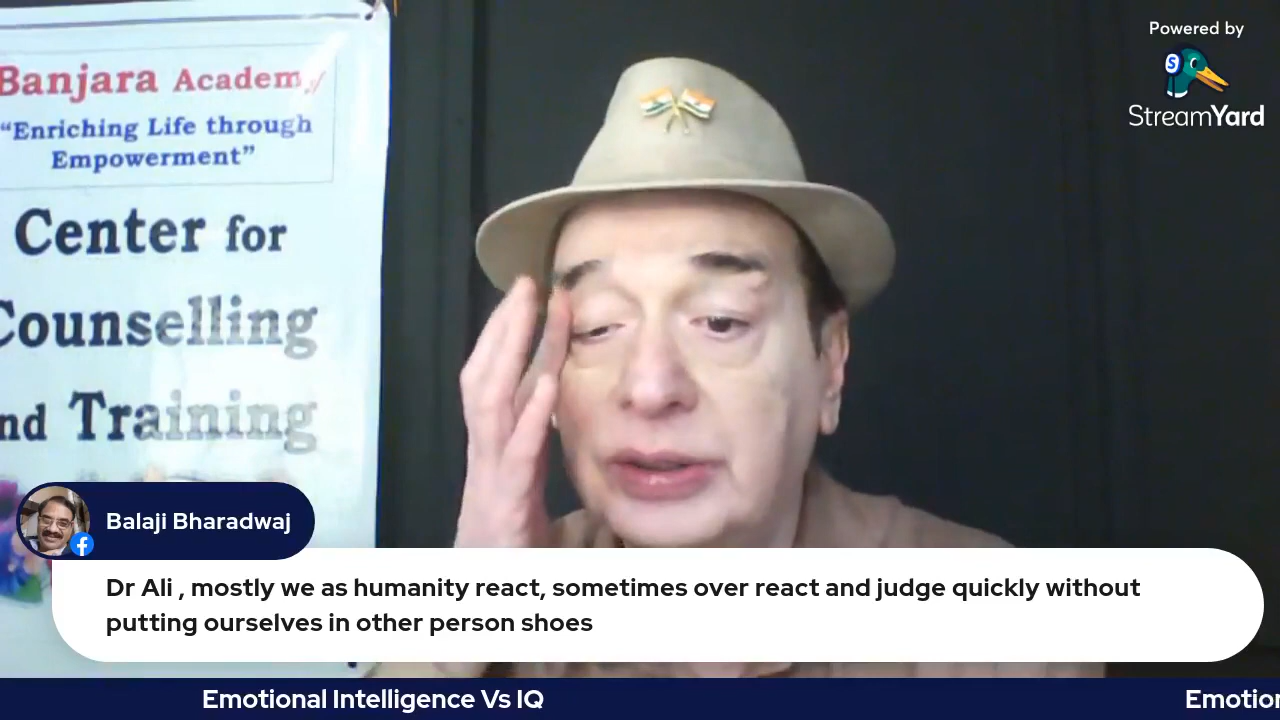 Powered by
StreamYard
Banjara Academy
“Enriching Life through
Empowerment”
Center for
Counselling
nd Training
Balaji Bharadwaj
Dr Ali , mostly we as humanity react, sometimes over react and judge quickly without
putting ourselves in other person shoes
Emotional Intelligence Vs IQ
Emotion